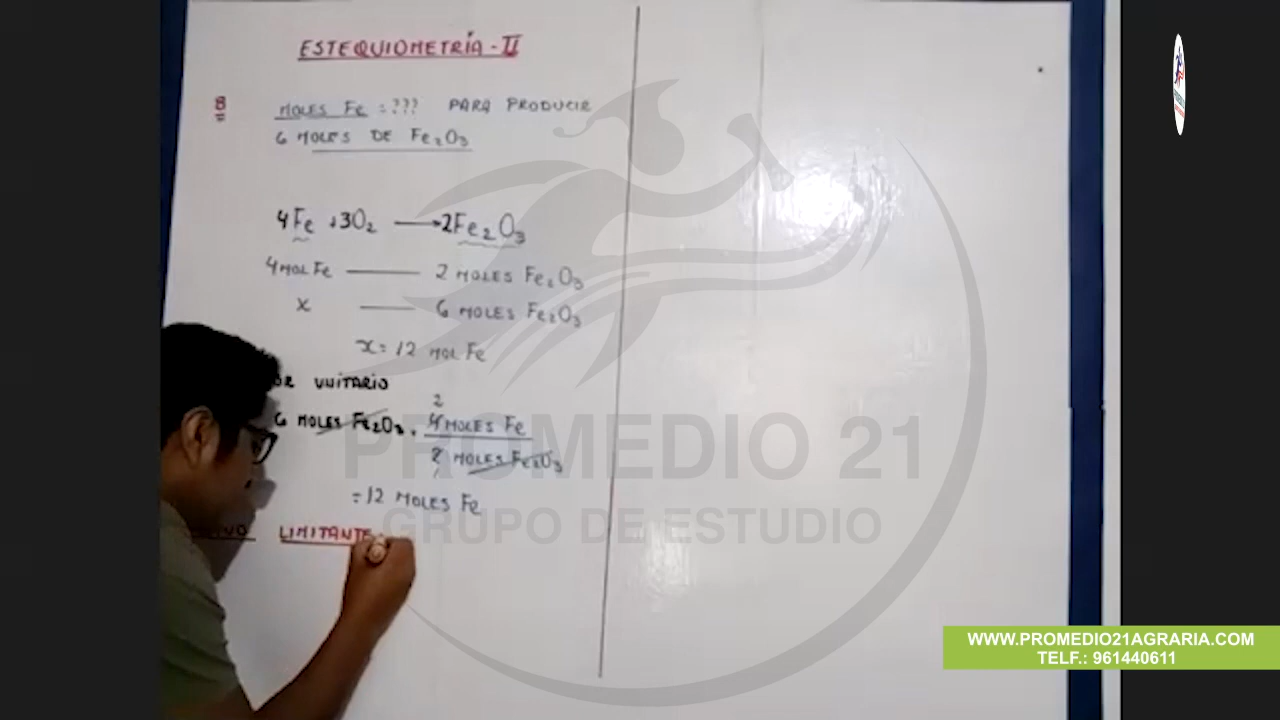 ESTEQUIOMETRÍA - II
8
MOLES Fe = ??? PARA PRODUCIR
6 MOLES DE Fe₂O₃
4Fe + 3O₂ ⟶ 2Fe₂O₃
4 MOL Fe —— 2 MOLES Fe₂O₃
x —— 6 MOLES Fe₂O₃
x = 12 MOL Fe
UNITARIO
2
6 MOLES Fe₂O₃ . 4 MOLES Fe
2 MOLES Fe₂O₃
= 12 MOLES Fe
LIMITANTE
PROMEDIO 21
GRUPO DE ESTUDIO
WWW.PROMEDIO21AGRARIA.COM
TELF.: 961440611